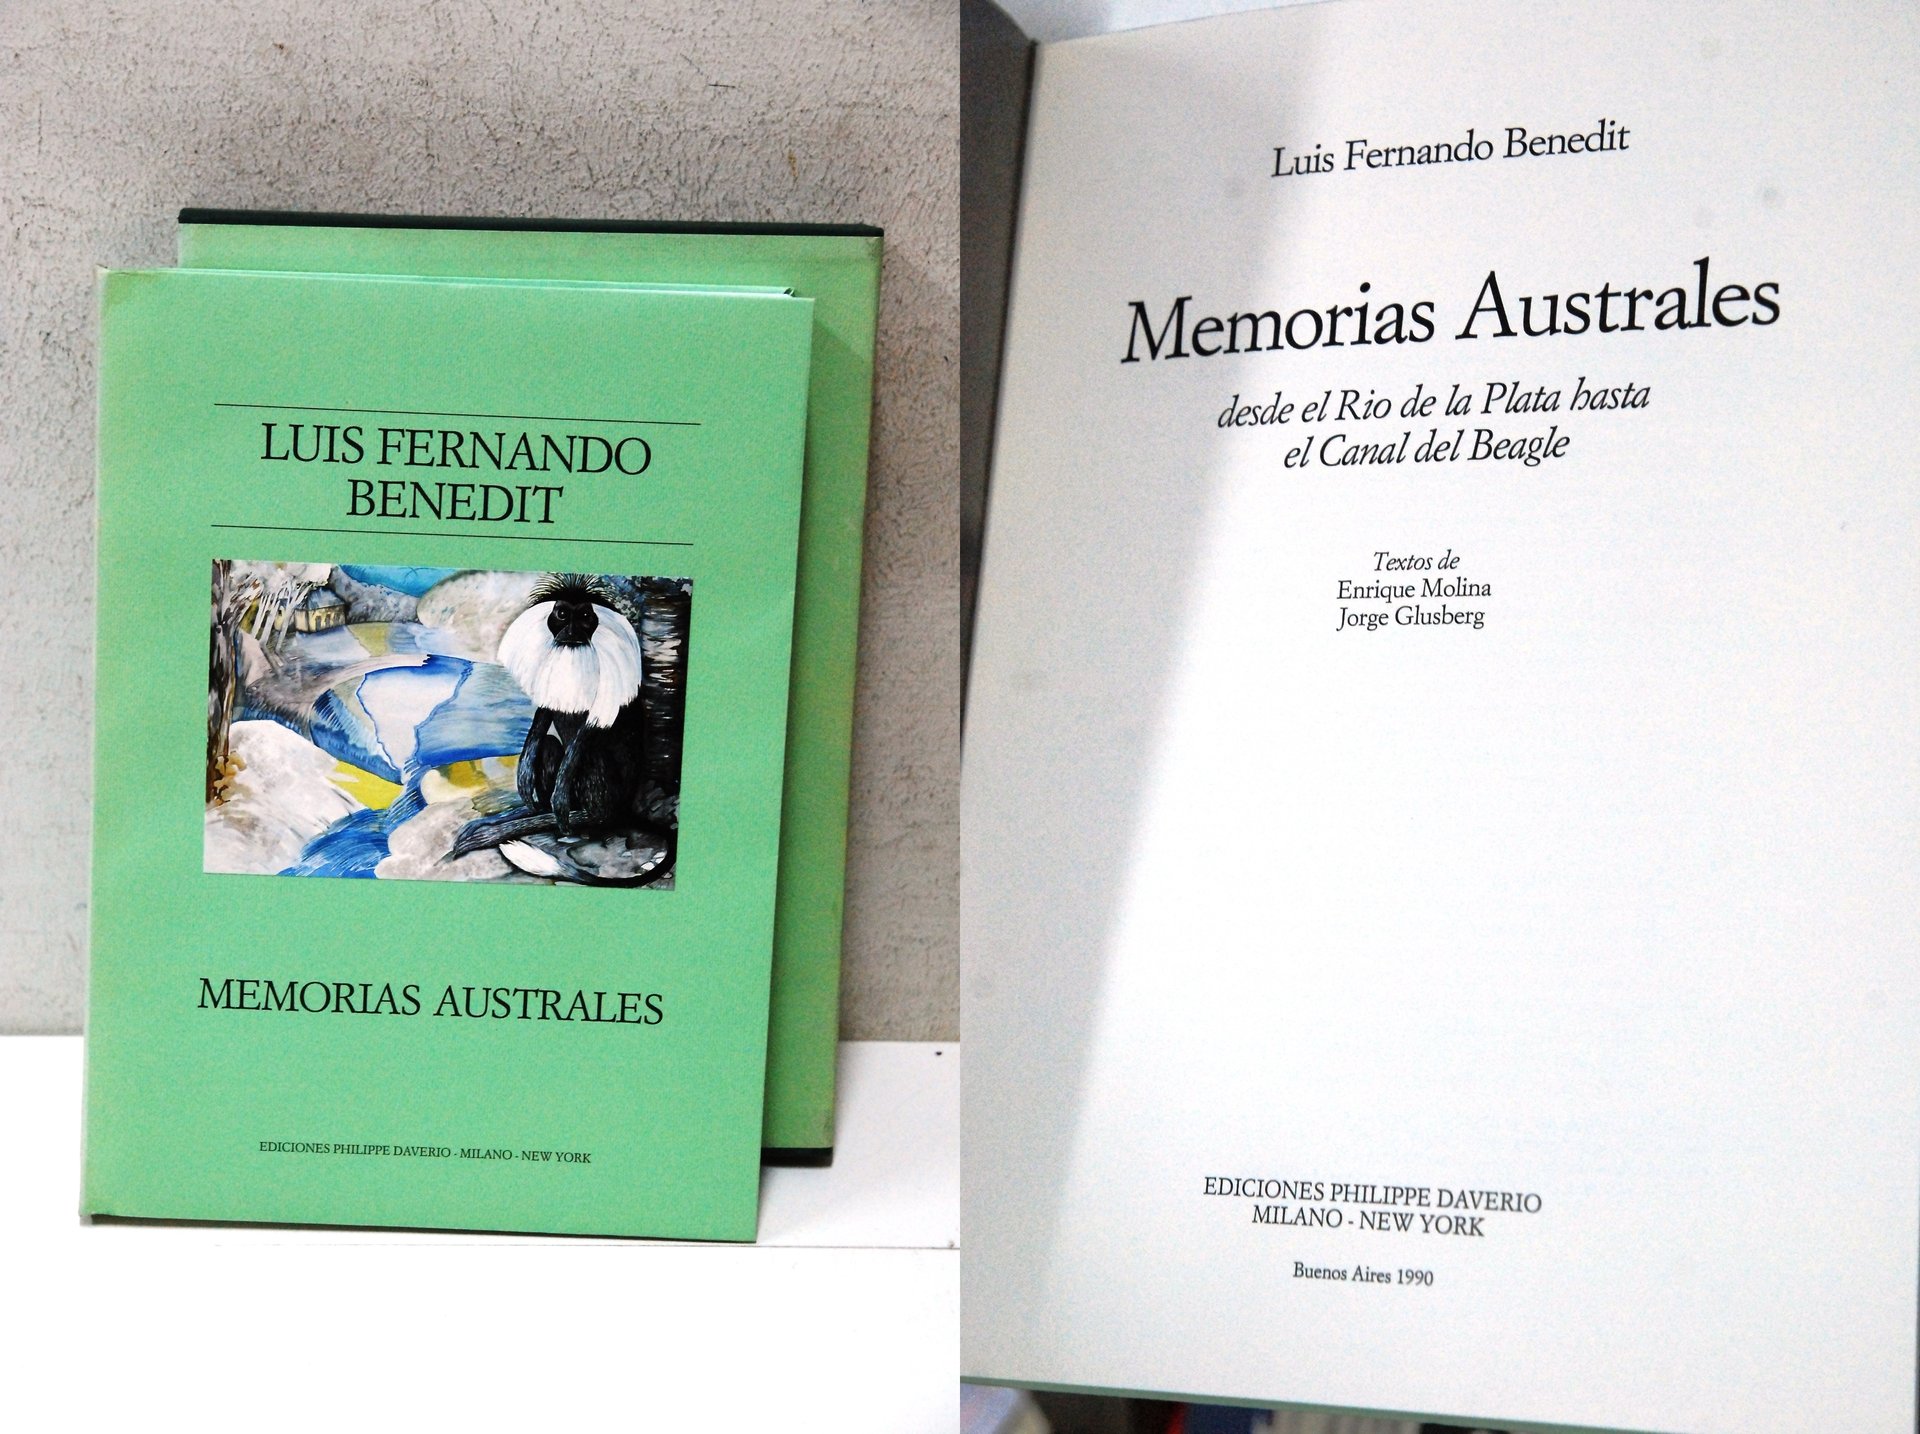 LUIS FERNANDO
BENEDIT
MEMORIAS AUSTRALES
EDICIONES PHILIPPE DAVERIO - MILANO - NEW YORK
Luis Fernando Benedit
Memorias Australes
desde el Rio de la Plata hasta
el Canal del Beagle
Textos de
Enrique Molina
Jorge Glusberg
EDICIONES PHILIPPE DAVERIO
MILANO - NEW YORK
Buenos Aires 1990